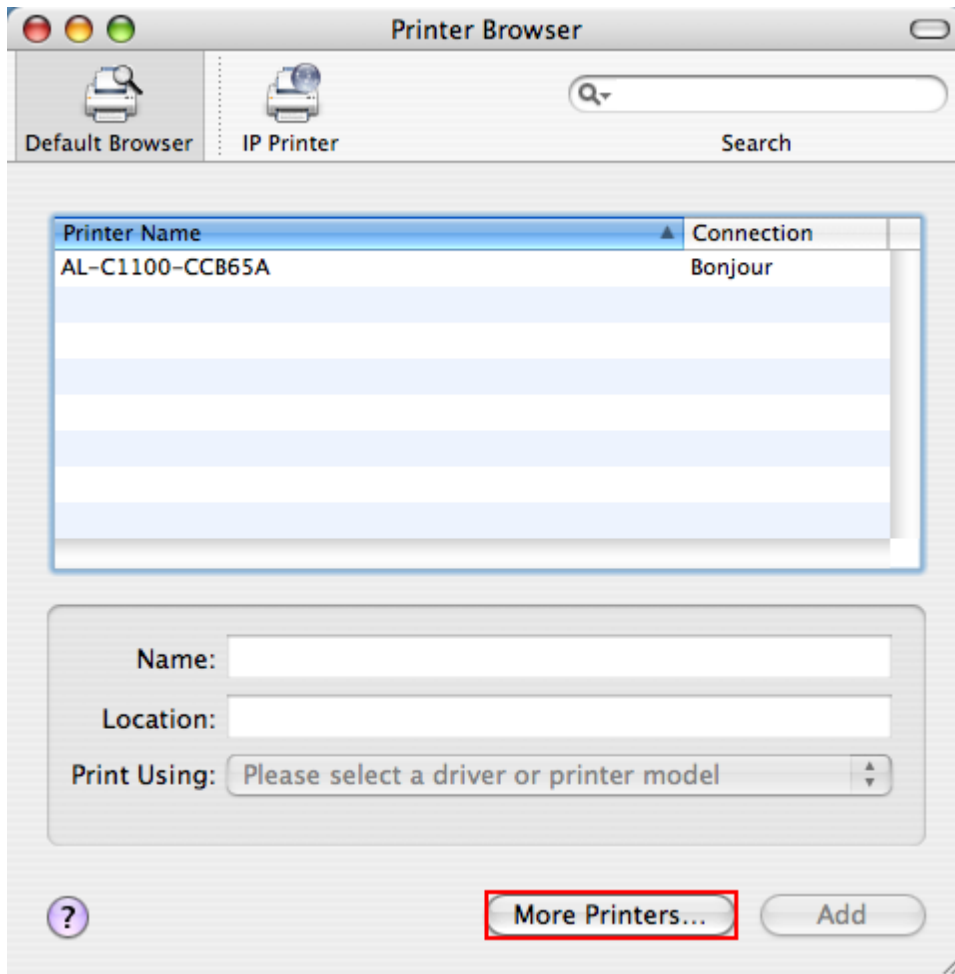 Printer Browser
Default Browser IP Printer Search
Printer Name Connection
AL-C1100-CCB65A Bonjour
Name:
Location:
Print Using: Please select a driver or printer model
? More Printers... Add